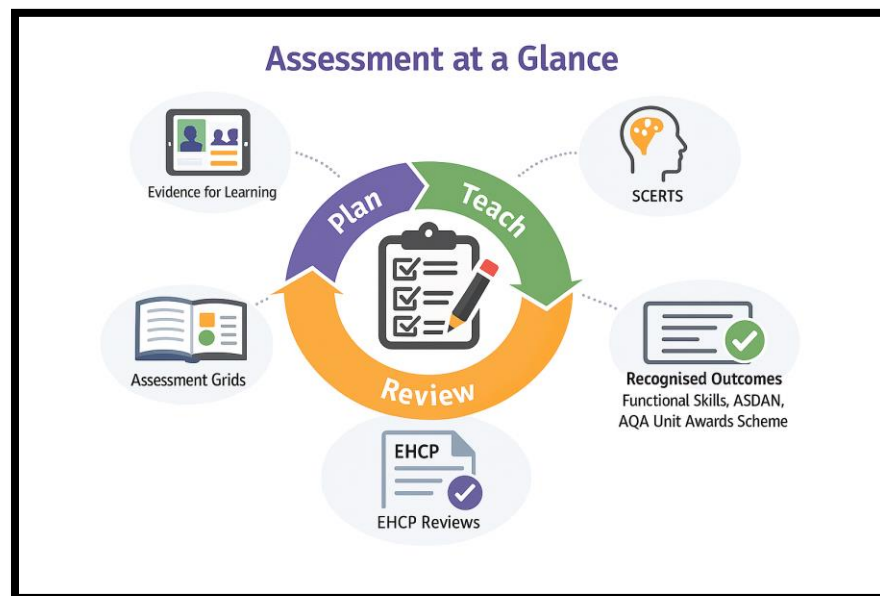 Assessment at a Glance
Evidence for Learning
SCERTS
Plan
Teach
Review
Assessment Grids
Recognised Outcomes
Functional Skills, ASDAN,
AQA Unit Awards Scheme
EHCP
EHCP Reviews